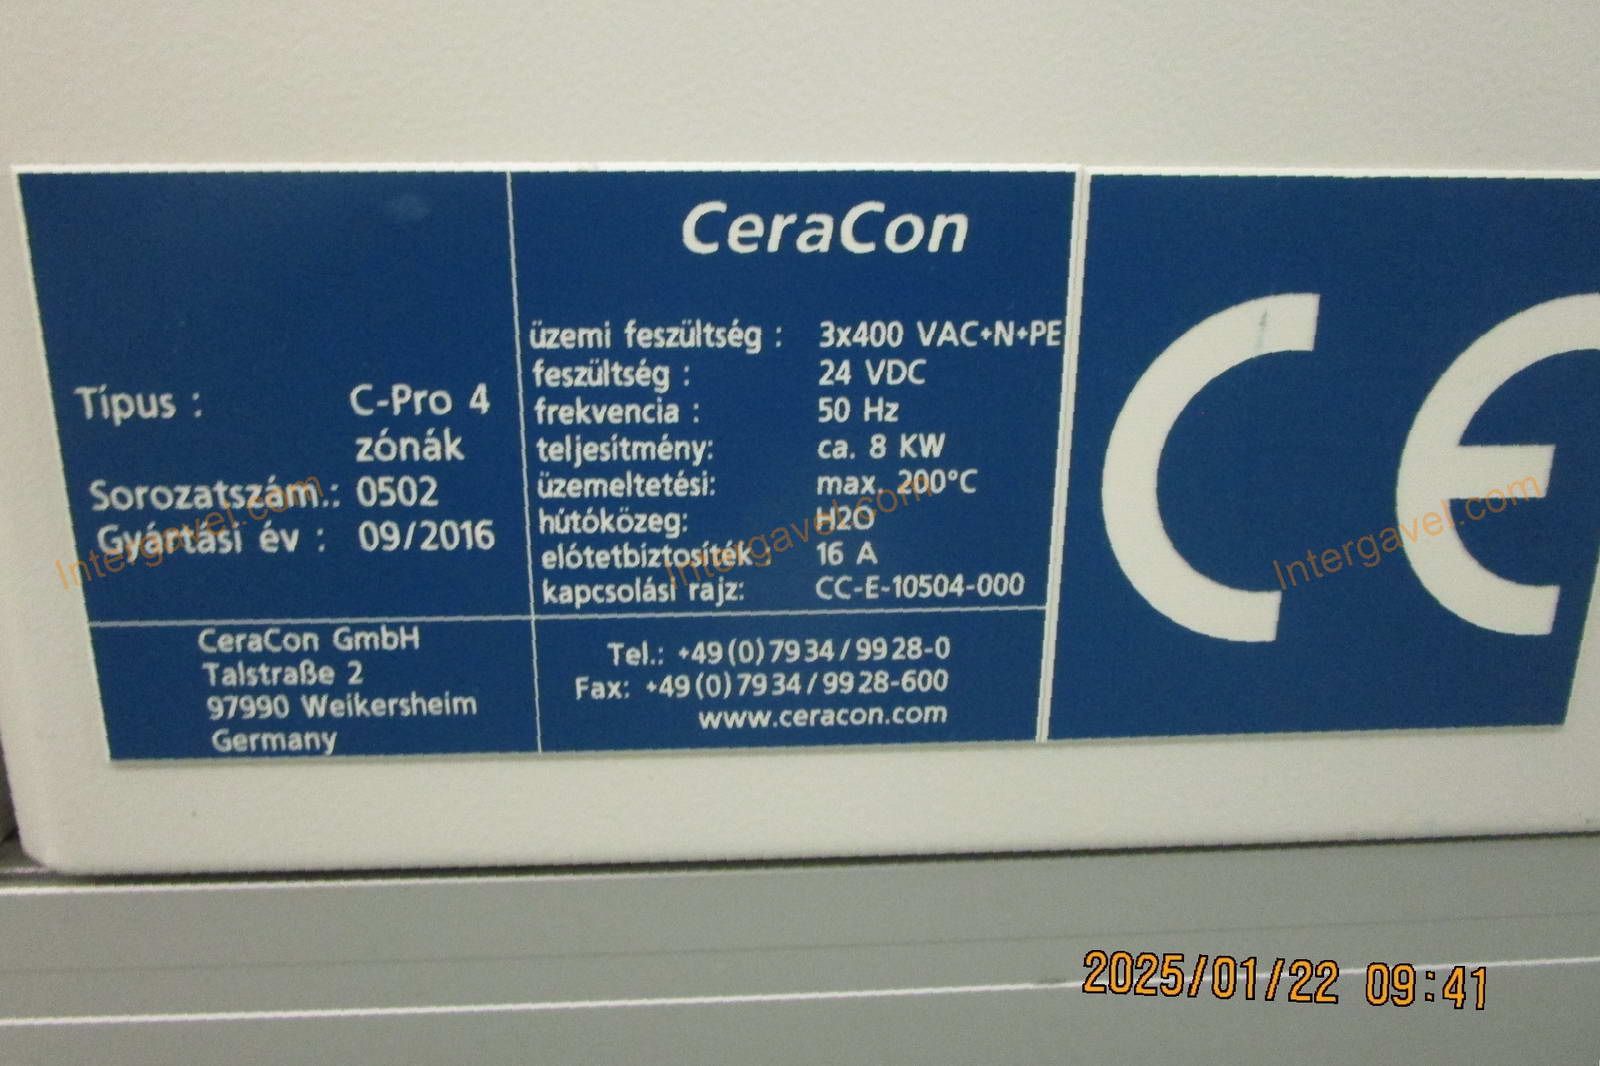 CeraCon
Típus : C-Pro 4
zónák
Sorozatszám.: 0502
Gyártási év : 09/2016
üzemi feszültség : 3x400 VAC+N+PE
feszültség : 24 VDC
frekvencia : 50 Hz
teljesítmény: ca. 8 KW
üzemeltetési: max. 200°C
hútóközeg: H2O
elótetbiztosíték: 16 A
kapcsolási rajz: CC-E-10504-000
CeraCon GmbH
Talstraße 2
97990 Weikersheim
Germany
Tel.: +49(0)7934/9928-0
Fax: +49(0)7934/9928-600
www.ceracon.com
CE
Intergavel.com
Intergavel.com
Intergavel.com
2025/01/22 09:41